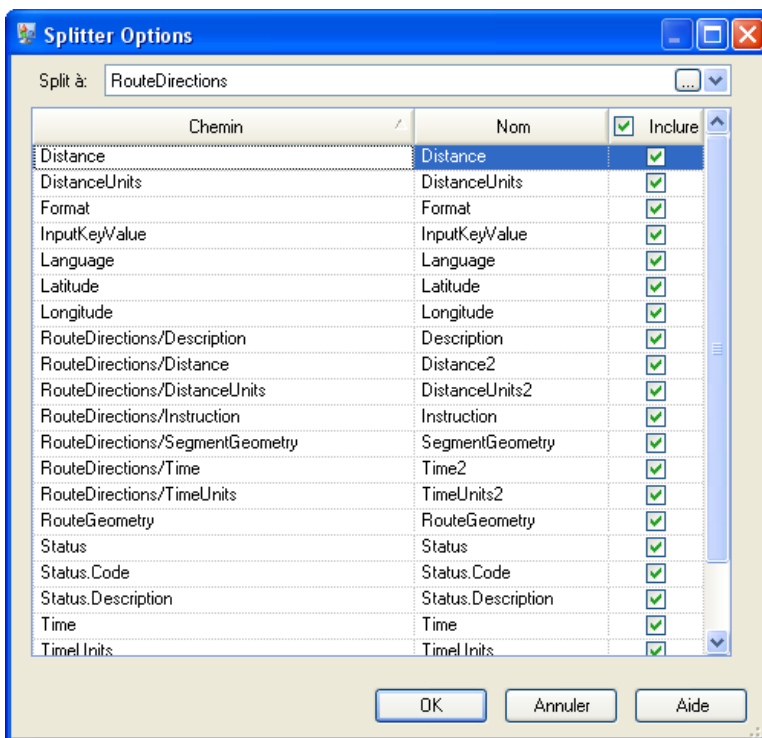 Splitter Options
Split à: RouteDirections ...
Chemin Nom Inclure
Distance Distance
DistanceUnits DistanceUnits
Format Format
InputKeyValue InputKeyValue
Language Language
Latitude Latitude
Longitude Longitude
RouteDirections/Description Description
RouteDirections/Distance Distance2
RouteDirections/DistanceUnits DistanceUnits2
RouteDirections/Instruction Instruction
RouteDirections/SegmentGeometry SegmentGeometry
RouteDirections/Time Time2
RouteDirections/TimeUnits TimeUnits2
RouteGeometry RouteGeometry
Status Status
Status.Code Status.Code
Status.Description Status.Description
Time Time
TimeUnits TimeUnits
OK Annuler Aide